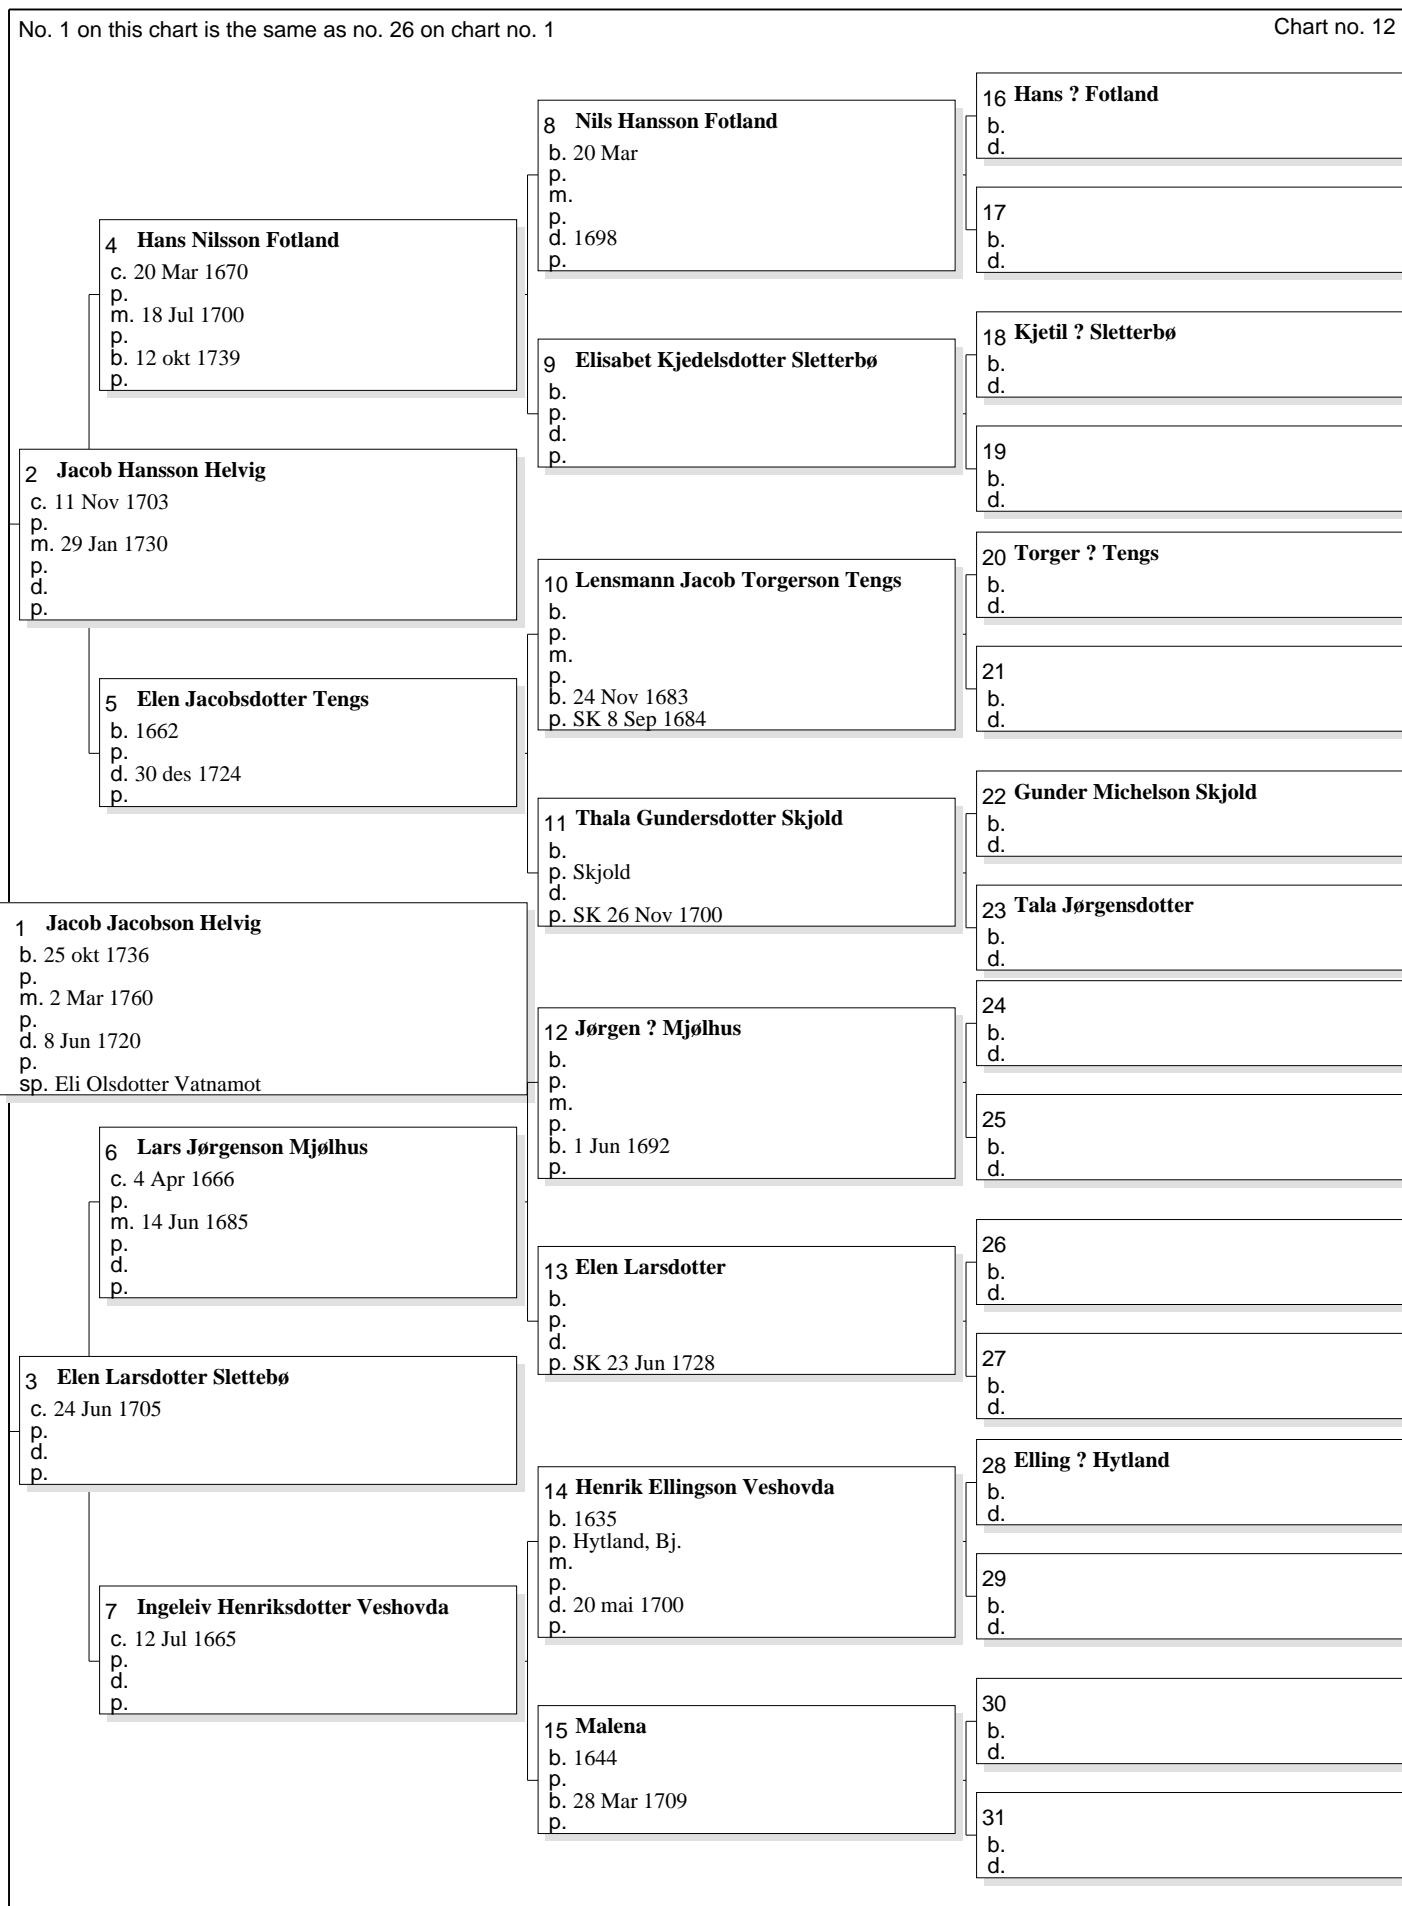 No. 1 on this chart is the same as no. 26 on chart no. 1
Chart no. 12
16 Hans ? Fotland
b.
d.
8 Nils Hansson Fotland
b. 20 Mar
p.
m.
p.
d. 1698
p.
17
b.
d.
4 Hans Nilsson Fotland
c. 20 Mar 1670
p.
m. 18 Jul 1700
p.
b. 12 okt 1739
p.
18 Kjetil ? Sletterbø
b.
d.
9 Elisabet Kjedelsdotter Sletterbø
b.
p.
d.
p.
19
b.
d.
2 Jacob Hansson Helvig
c. 11 Nov 1703
p.
m. 29 Jan 1730
p.
d.
p.
20 Torger ? Tengs
b.
d.
10 Lensmann Jacob Torgerson Tengs
b.
p.
m.
p.
b. 24 Nov 1683
p. SK 8 Sep 1684
21
b.
d.
5 Elen Jacobsdotter Tengs
b. 1662
p.
d. 30 des 1724
p.
22 Gunder Michelson Skjold
b.
d.
11 Thala Gundersdotter Skjold
b.
p. Skjold
d.
p. SK 26 Nov 1700
23 Tala Jørgensdotter
b.
d.
1 Jacob Jacobson Helvig
b. 25 okt 1736
p.
m. 2 Mar 1760
p.
d. 8 Jun 1720
p.
sp. Eli Olsdotter Vatnamot
24
b.
d.
12 Jørgen ? Mjølhus
b.
p.
m.
p.
b. 1 Jun 1692
p.
25
b.
d.
6 Lars Jørgenson Mjølhus
c. 4 Apr 1666
p.
m. 14 Jun 1685
p.
d.
p.
26
b.
d.
13 Elen Larsdotter
b.
p.
d.
p. SK 23 Jun 1728
27
b.
d.
3 Elen Larsdotter Slettebø
c. 24 Jun 1705
p.
d.
p.
28 Elling ? Hytland
b.
d.
14 Henrik Ellingson Veshovda
b. 1635
p. Hytland, Bj.
m.
p.
d. 20 mai 1700
p.
29
b.
d.
7 Ingeleiv Henriksdotter Veshovda
c. 12 Jul 1665
p.
d.
p.
30
b.
d.
15 Malena
b. 1644
p.
b. 28 Mar 1709
p.
31
b.
d.